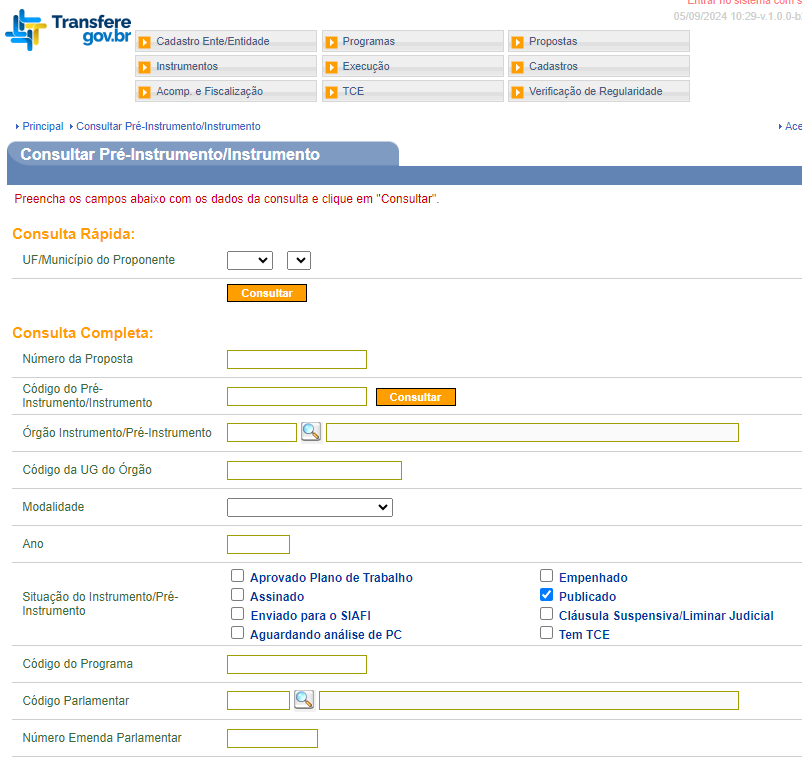 Entrar no sistema com s
05/09/2024 10:29-v.1.0.0-b
Transfere
gov.br
Cadastro Ente/Entidade
Programas
Propostas
Instrumentos
Execução
Cadastros
Acomp. e Fiscalização
TCE
Verificação de Regularidade
Principal Consultar Pré-Instrumento/Instrumento
Ace
Consultar Pré-Instrumento/Instrumento
Preencha os campos abaixo com os dados da consulta e clique em "Consultar".
Consulta Rápida:
UF/Município do Proponente
Consultar
Consulta Completa:
Número da Proposta
Código do Pré-
Instrumento/Instrumento
Consultar
Órgão Instrumento/Pré-Instrumento
Código da UG do Órgão
Modalidade
Ano
Situação do Instrumento/Pré-
Instrumento
Aprovado Plano de Trabalho
Empenhado
Assinado
Publicado
Enviado para o SIAFI
Cláusula Suspensiva/Liminar Judicial
Aguardando análise de PC
Tem TCE
Código do Programa
Código Parlamentar
Número Emenda Parlamentar